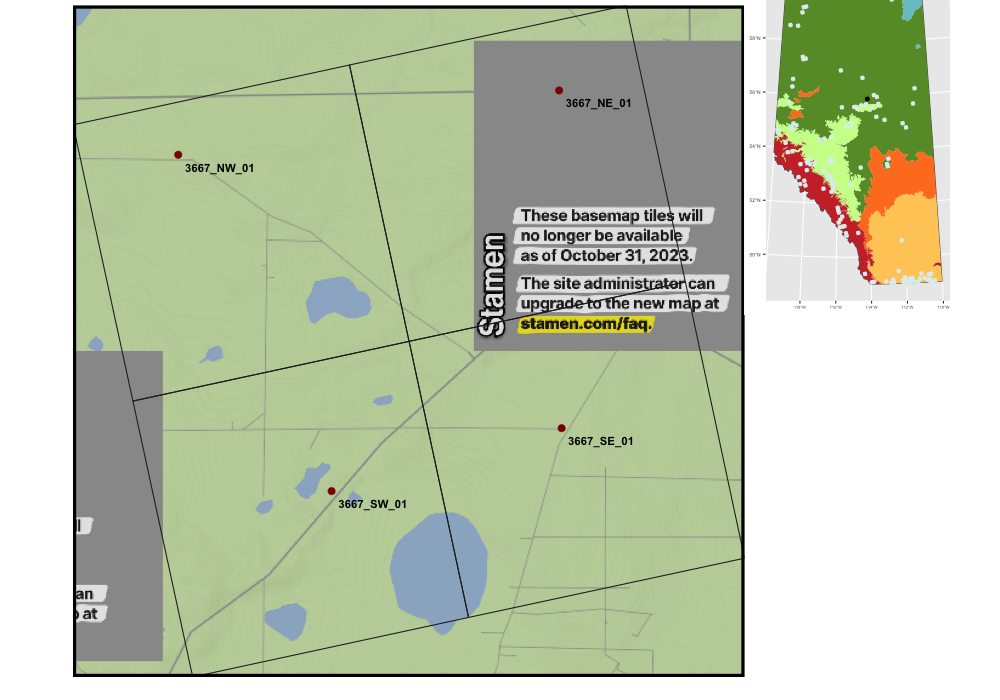 3667_NE_01
3667_NW_01
These basemap tiles will
no longer be available
as of October 31, 2023.
Stamen
The site administrator can
upgrade to the new map at
stamen.com/faq.
3667_SE_01
3667_SW_01
ll
an
at
58°N
56°N
54°N
52°N
50°N
118°W
116°W
114°W
112°W
110°W